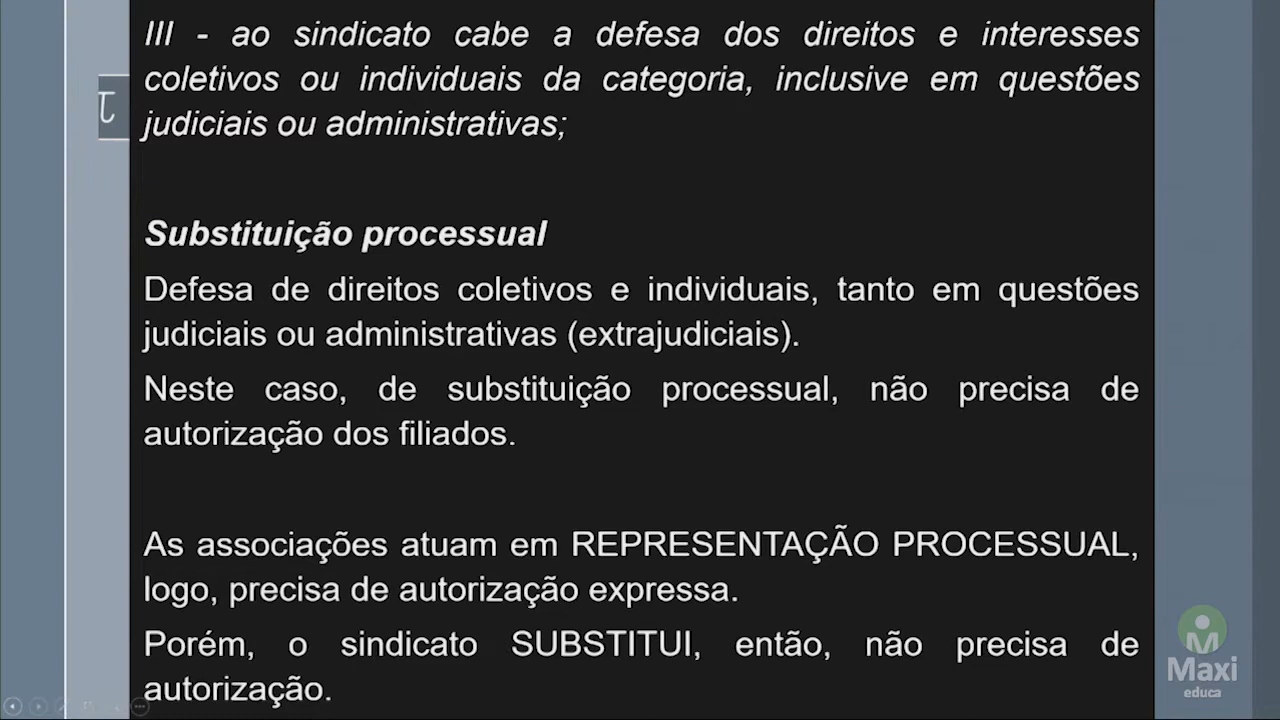 III - ao sindicato cabe a defesa dos direitos e interesses
coletivos ou individuais da categoria, inclusive em questões
judiciais ou administrativas;
Substituição processual
Defesa de direitos coletivos e individuais, tanto em questões
judiciais ou administrativas (extrajudiciais).
Neste caso, de substituição processual, não precisa de
autorização dos filiados.
As associações atuam em REPRESENTAÇÃO PROCESSUAL,
logo, precisa de autorização expressa.
Porém, o sindicato SUBSTITUI, então, não precisa de
autorização.
Maxi
educa